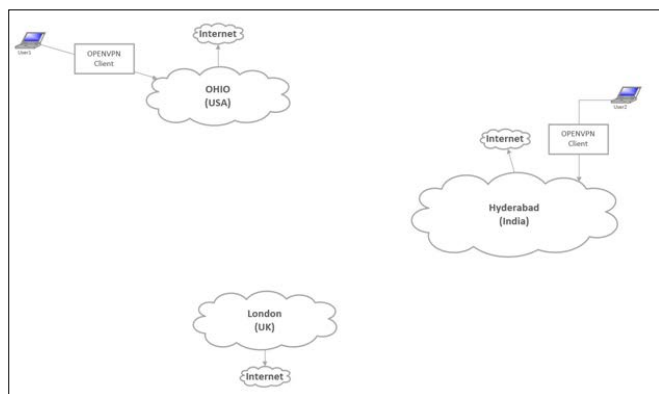 Internet
User1
OPENVPN
Client
OHIO
(USA)
User2
OPENVPN
Client
Internet
Hyderabad
(India)
London
(UK)
Internet